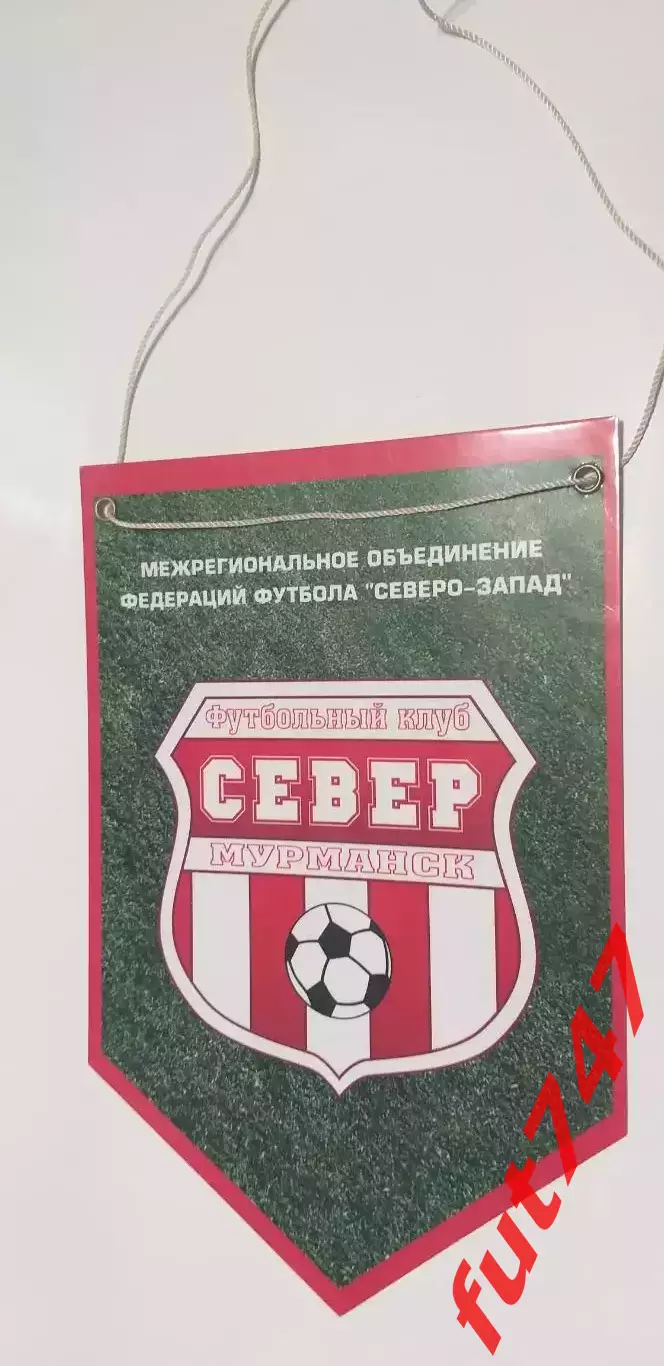 МЕЖРЕГИОНАЛЬНОЕ ОБЪЕДИНЕНИЕ
ФЕДЕРАЦИЙ ФУТБОЛА "СЕВЕРО-ЗАПАД"
Футбольный клуб
СЕВЕР
МУРМАНСК
fut747